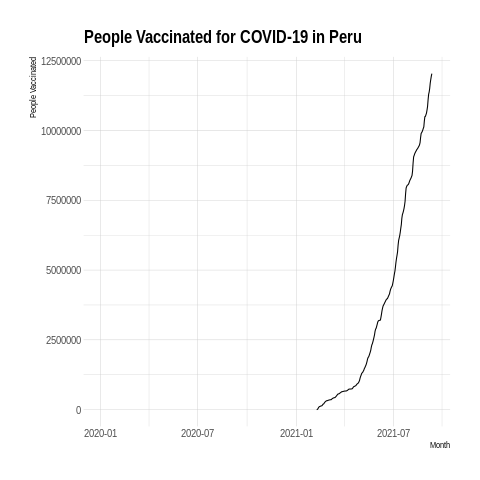 People Vaccinated for COVID-19 in Peru
People Vaccinated
12500000
10000000
7500000
5000000
2500000
0
2020-01 2020-07 2021-01 2021-07
Month